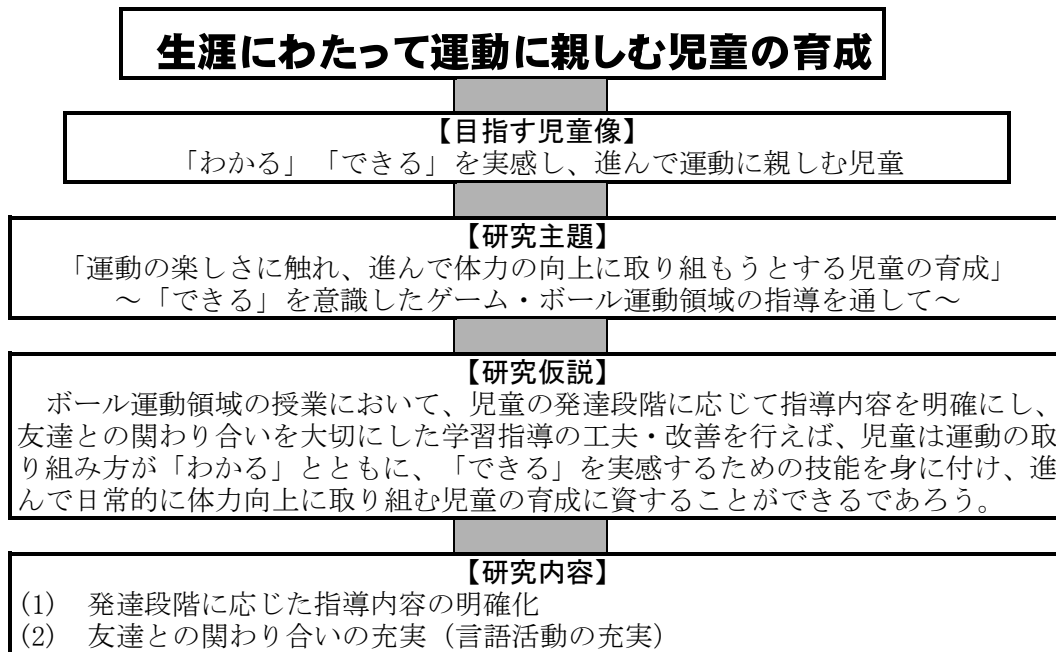 生涯にわたって運動に親しむ児童の育成
【目指す児童像】
「わかる」「できる」を実感し、進んで運動に親しむ児童
【研究主題】
「運動の楽しさに触れ、進んで体力の向上に取り組もうとする児童の育成」
～「できる」を意識したゲーム・ボール運動領域の指導を通して～
【研究仮説】
ボール運動領域の授業において、児童の発達段階に応じて指導内容を明確にし、
友達との関わり合いを大切にした学習指導の工夫・改善を行えば、児童は運動の取
り組み方が「わかる」とともに、「できる」を実感するための技能を身に付け、進
んで日常的に体力向上に取り組む児童の育成に資することができるであろう。
【研究内容】
(1)　発達段階に応じた指導内容の明確化
(2)　友達との関わり合いの充実（言語活動の充実）